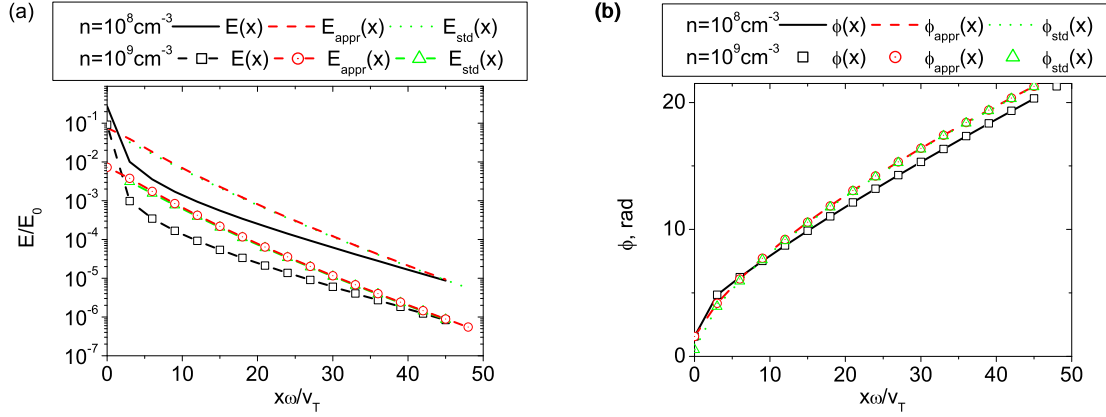 (a)
n=10⁸cm⁻³ E(x) E_appr(x) E_std(x)
n=10⁹cm⁻³ E(x) E_appr(x) E_std(x)
E/E₀
10⁻¹
10⁻²
10⁻³
10⁻⁴
10⁻⁵
10⁻⁶
10⁻⁷
0 10 20 30 40 50
xω/v_T
(b)
n=10⁸cm⁻³ ϕ(x) ϕ_appr(x) ϕ_std(x)
n=10⁹cm⁻³ ϕ(x) ϕ_appr(x) ϕ_std(x)
ϕ, rad
20
10
0
0 10 20 30 40 50
xω/v_T